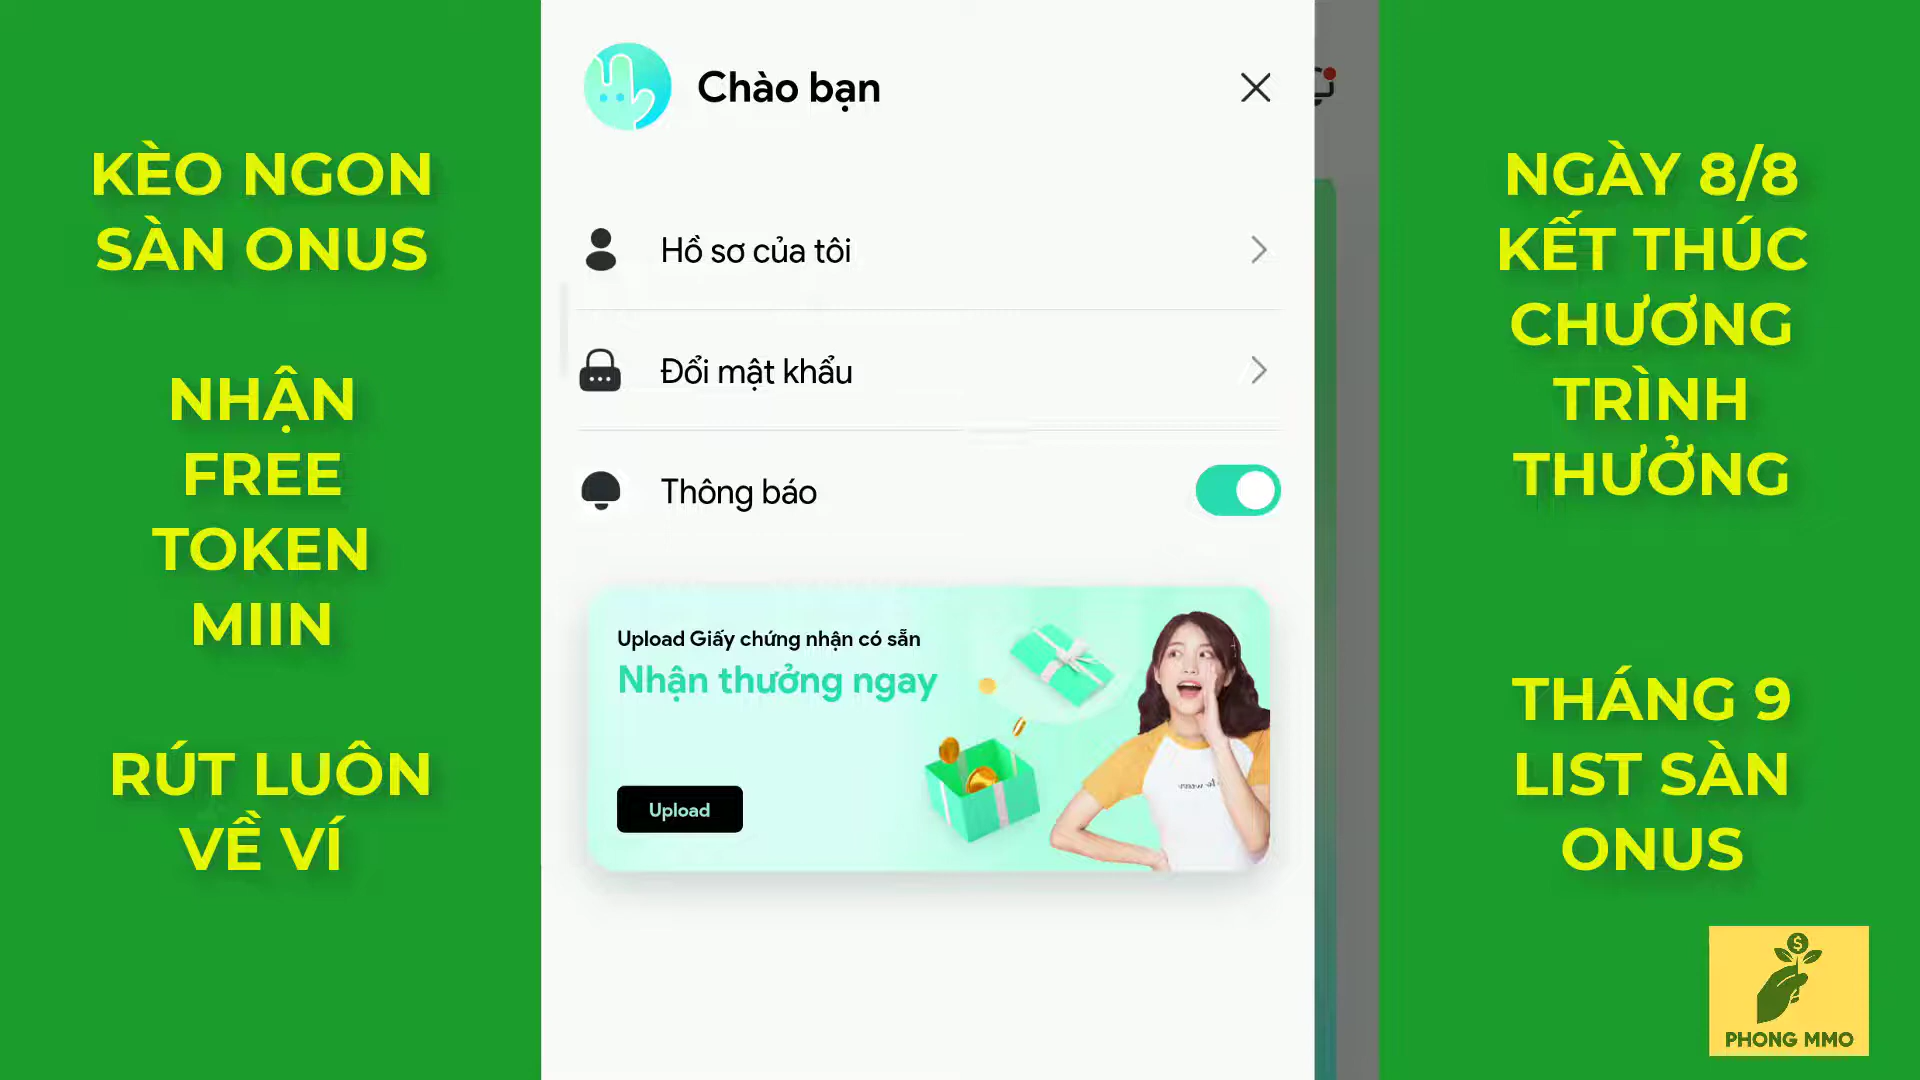 KÈO NGON
SÀN ONUS
NHẬN
FREE
TOKEN
MIIN
RÚT LUÔN
VỀ VÍ
Chào bạn
Hồ sơ của tôi
Đổi mật khẩu
Thông báo
Upload Giấy chứng nhận có sẵn
Nhận thưởng ngay
Upload
NGÀY 8/8
KẾT THÚC
CHƯƠNG
TRÌNH
THƯỞNG
THÁNG 9
LIST SÀN
ONUS
PHONG MMO